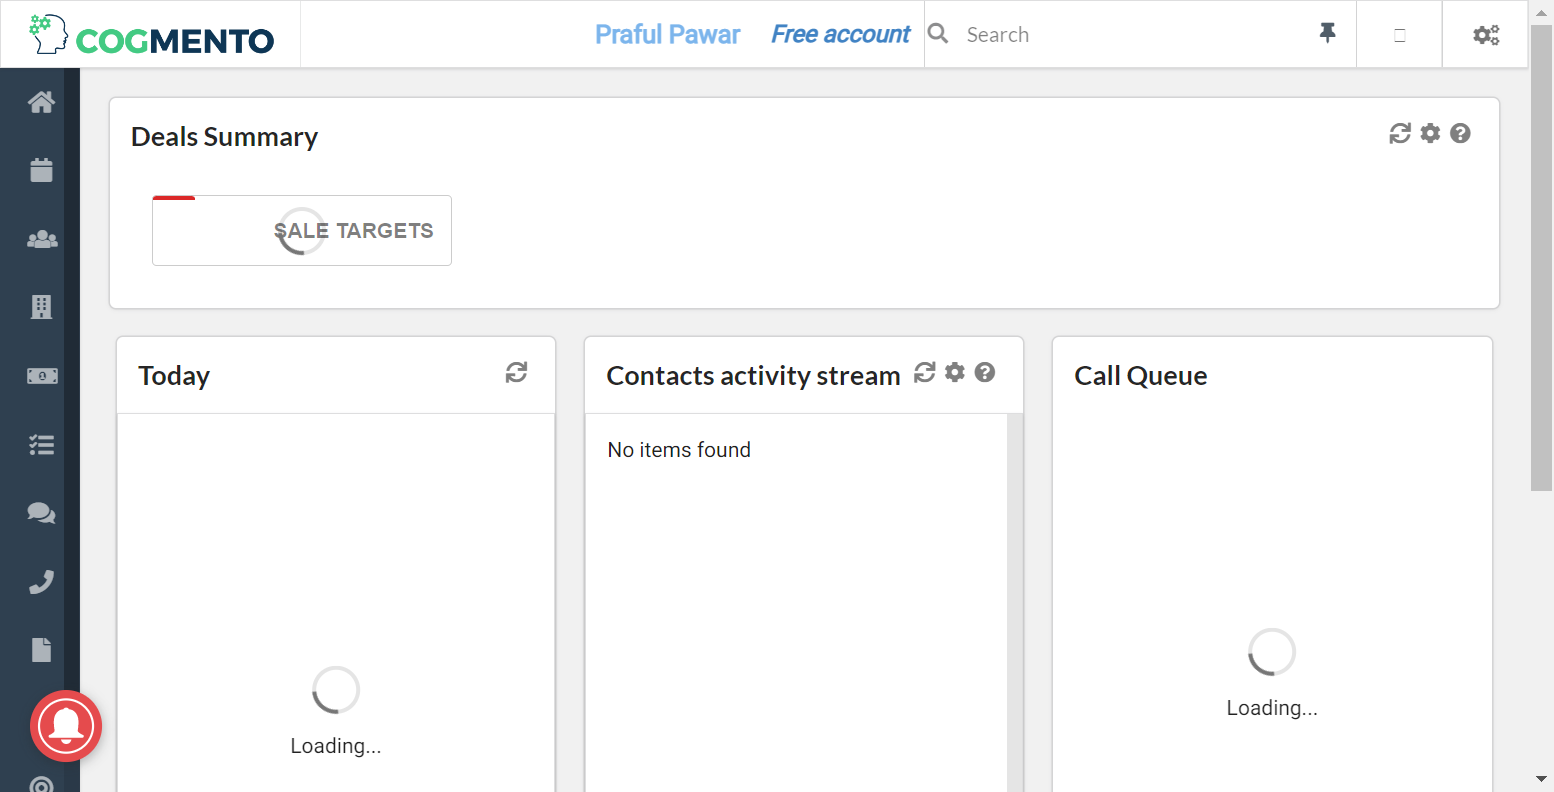 COGMENTO
Praful Pawar
Free account
Search
Deals Summary
SALE TARGETS
Today
Contacts activity stream
Call Queue
No items found
Loading...
Loading...